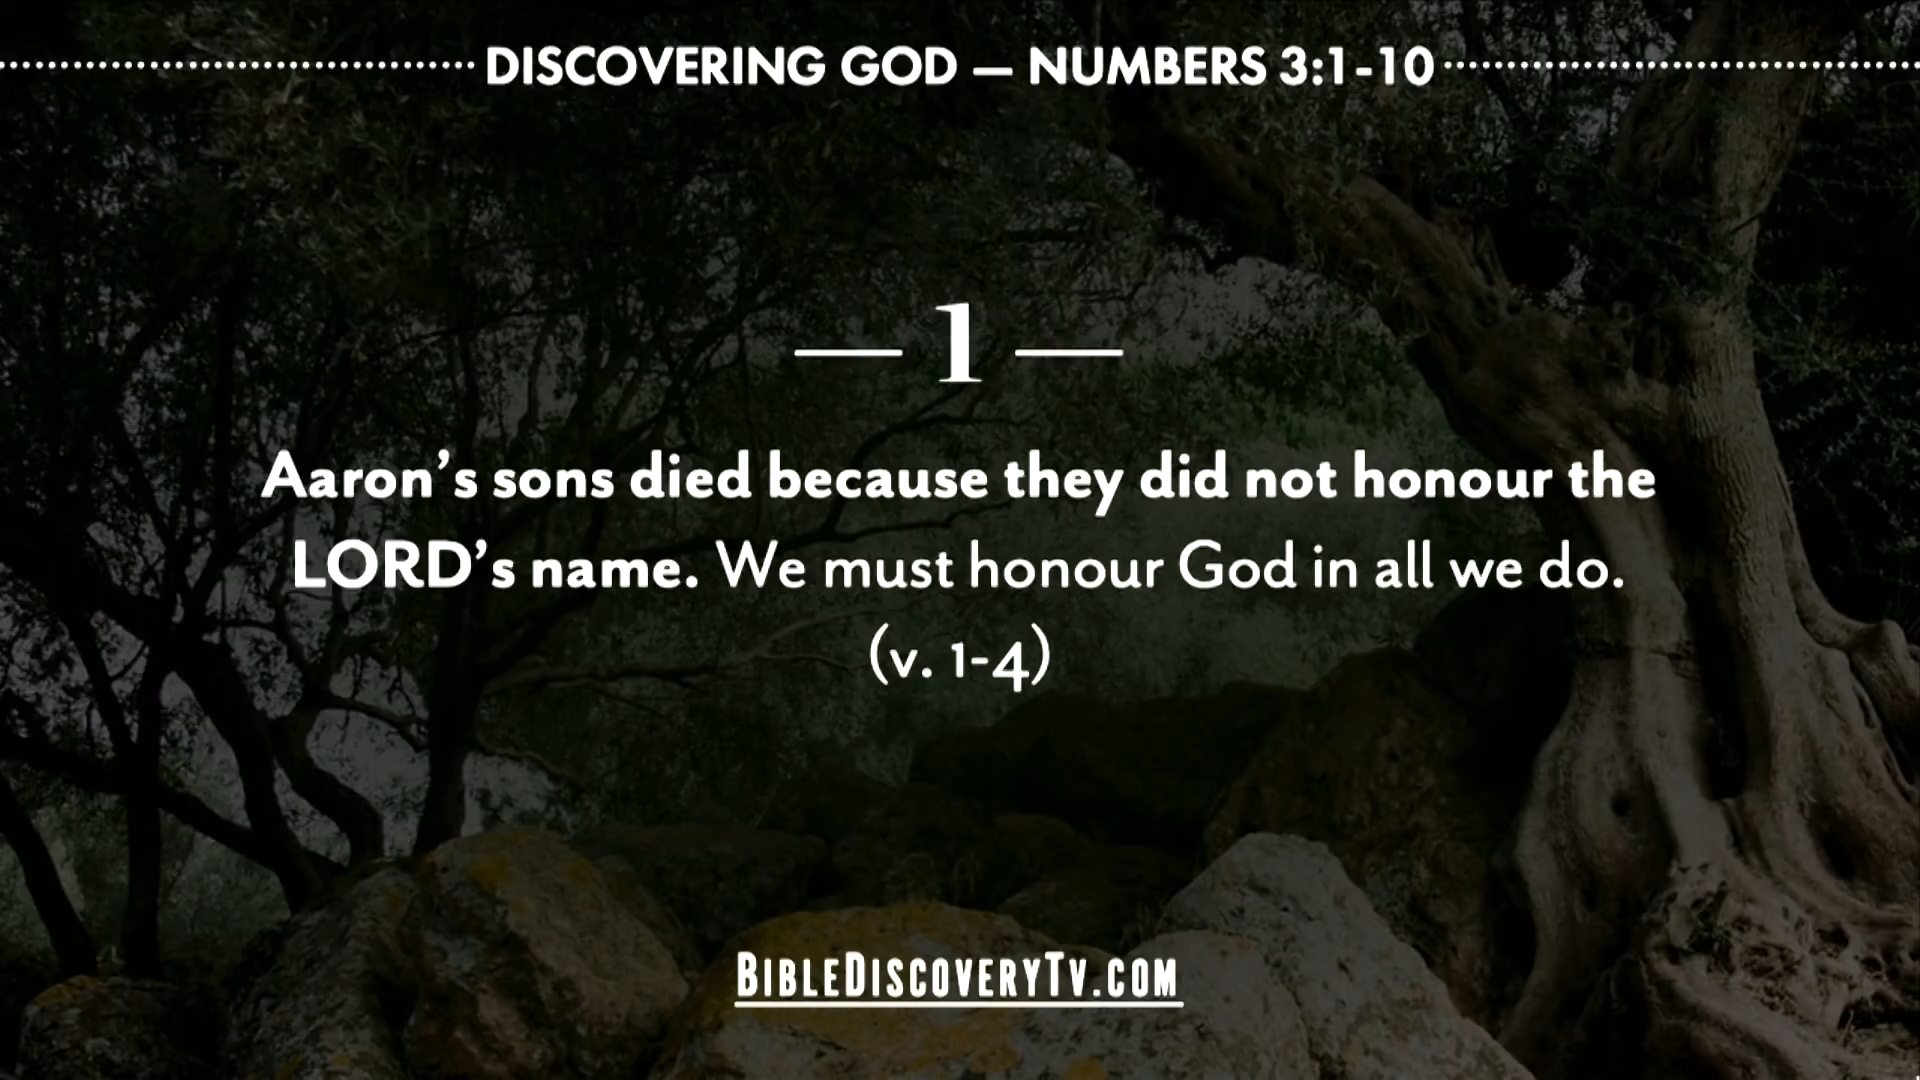 DISCOVERING GOD — NUMBERS 3:1-10
— 1 —
Aaron’s sons died because they did not honour the
LORD’s name. We must honour God in all we do.
(v. 1-4)
BIBLEDISCOVERYTV.COM